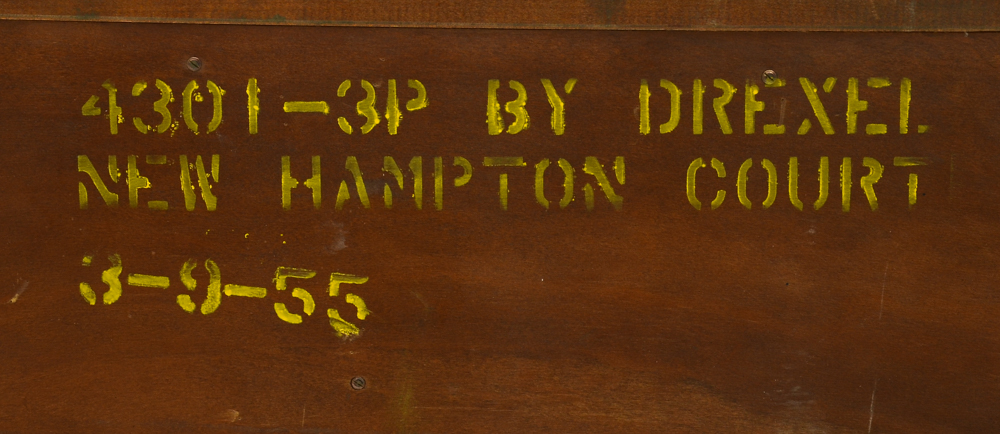 4301-3P BY DREXEL
NEW HAMPTON COURT
3-9-55